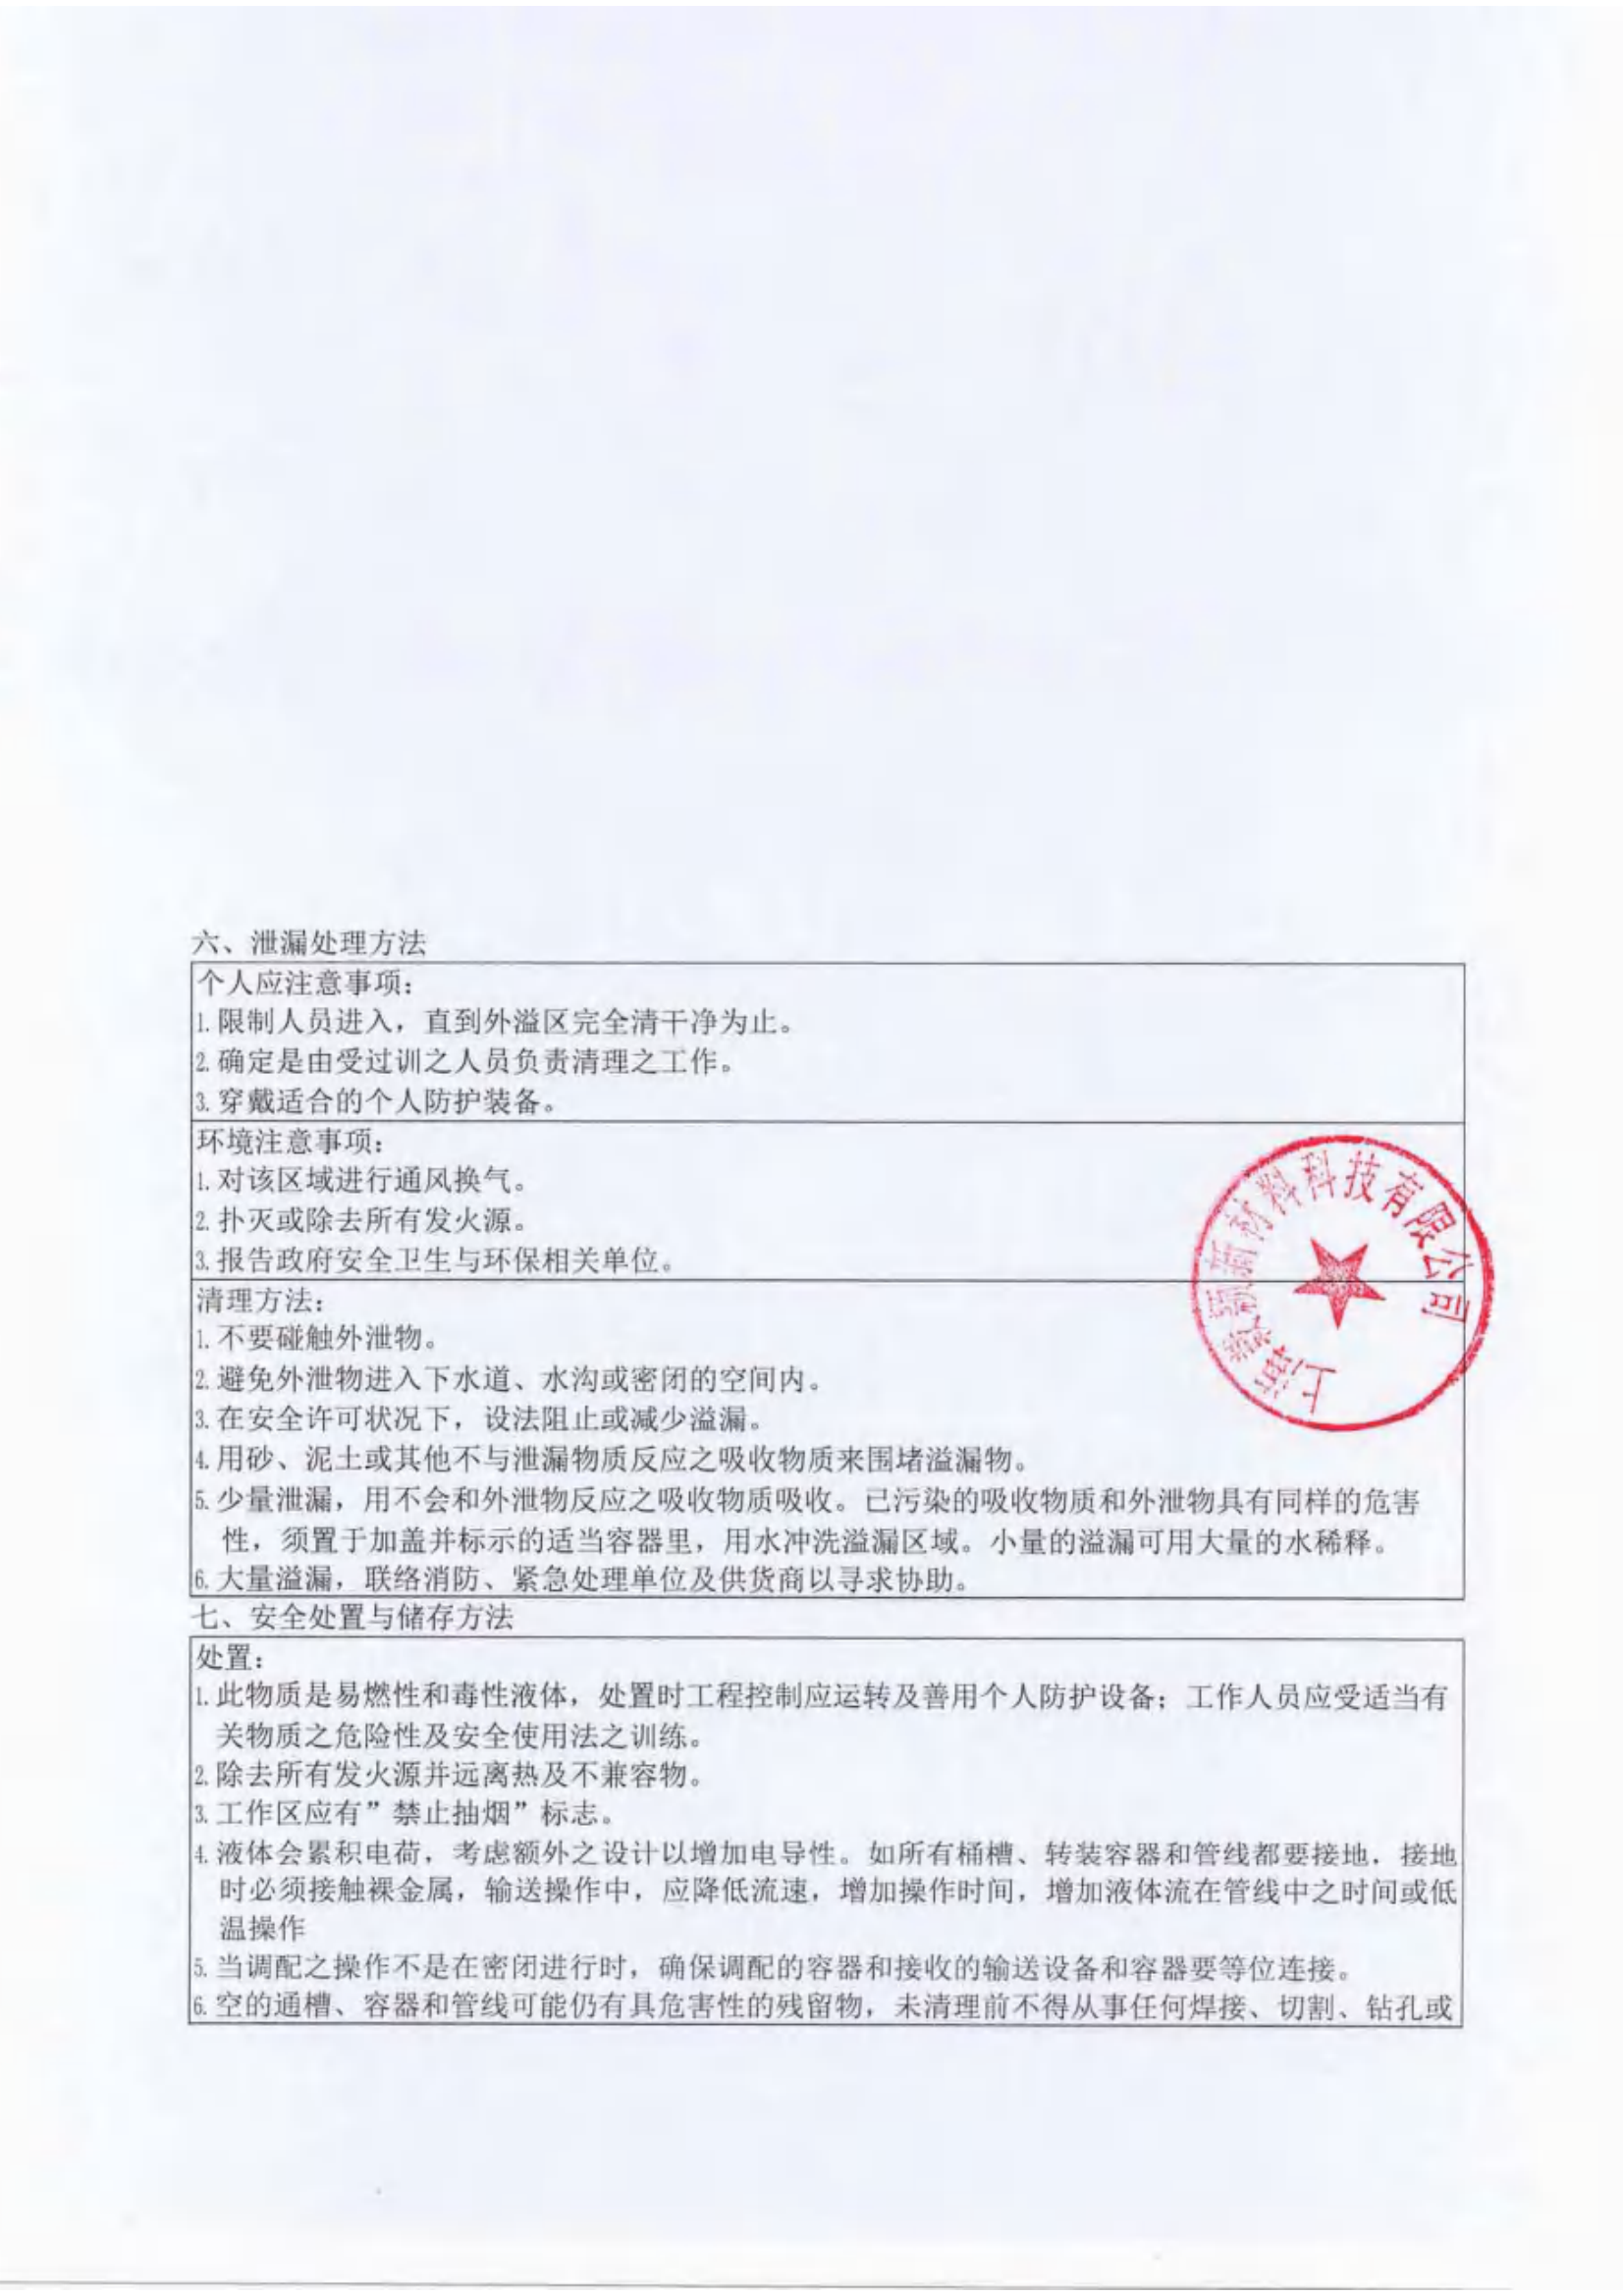 六、泄漏处理方法
个人应注意事项：
1.限制人员进入，直到外溢区完全清干净为止。
2.确定是由受过训之人员负责清理之工作。
3.穿戴适合的个人防护装备。
环境注意事项：
1.对该区域进行通风换气。
2.扑灭或除去所有发火源。
3.报告政府安全卫生与环保相关单位。
清理方法：
1.不要碰触外泄物。
2.避免外泄物进入下水道、水沟或密闭的空间内。
3.在安全许可状况下，设法阻止或减少溢漏。
4.用砂、泥土或其他不与泄漏物质反应之吸收物质来围堵溢漏物。
5.少量泄漏，用不会和外泄物反应之吸收物质吸收。已污染的吸收物质和外泄物具有同样的危害
性，须置于加盖并标示的适当容器里，用水冲洗溢漏区域。小量的溢漏可用大量的水稀释。
6.大量溢漏，联络消防、紧急处理单位及供货商以寻求协助。
上海新材料科技有限公司
七、安全处置与储存方法
处置：
1.此物质是易燃性和毒性液体，处置时工程控制应运转及善用个人防护设备；工作人员应受适当有
关物质之危险性及安全使用法之训练。
2.除去所有发火源并远离热及不兼容物。
3.工作区应有”禁止抽烟”标志。
4.液体会累积电荷，考虑额外之设计以增加电导性。如所有桶槽、转装容器和管线都要接地，接地
时必须接触裸金属，输送操作中，应降低流速，增加操作时间，增加液体流在管线中之时间或低
温操作
5.当调配之操作不是在密闭进行时，确保调配的容器和接收的输送设备和容器要等位连接。
6.空的通槽、容器和管线可能仍有具危害性的残留物，未清理前不得从事任何焊接、切割、钻孔或